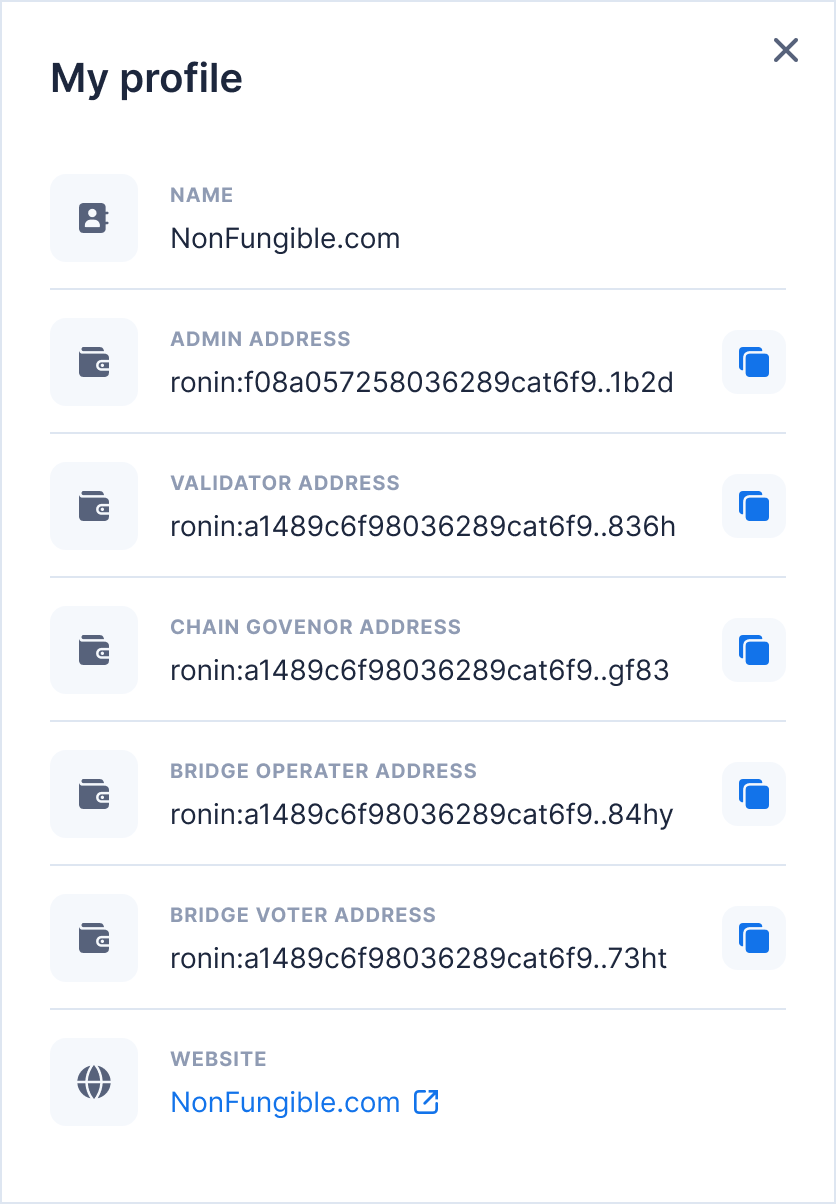 My profile
NAME
NonFungible.com
ADMIN ADDRESS
ronin:f08a057258036289cat6f9..1b2d
VALIDATOR ADDRESS
ronin:a1489c6f98036289cat6f9..836h
CHAIN GOVENOR ADDRESS
ronin:a1489c6f98036289cat6f9..gf83
BRIDGE OPERATER ADDRESS
ronin:a1489c6f98036289cat6f9..84hy
BRIDGE VOTER ADDRESS
ronin:a1489c6f98036289cat6f9..73ht
WEBSITE
NonFungible.com